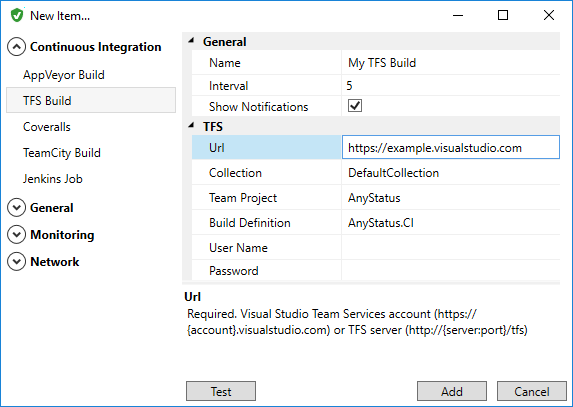 New Item...
Continuous Integration
AppVeyor Build
TFS Build
Coveralls
TeamCity Build
Jenkins Job
General
Monitoring
Network
General
Name My TFS Build
Interval 5
Show Notifications
TFS
Url https://example.visualstudio.com
Collection DefaultCollection
Team Project AnyStatus
Build Definition AnyStatus.CI
User Name
Password
Url
Required. Visual Studio Team Services account (https://
{account}.visualstudio.com) or TFS server (http://{server:port}/tfs)
Test Add Cancel